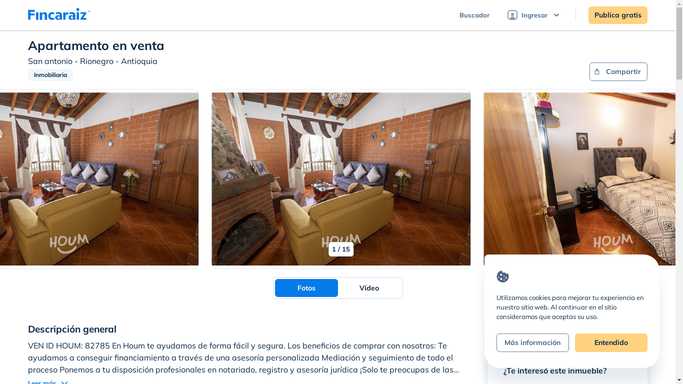 Fincaraiz
Buscador
Ingresar
Publica gratis
Apartamento en venta
San antonio - Rionegro - Antioquia
Inmobiliaria
Compartir
HOUM
HOUM
HOUM
1 / 15
Fotos
Video
Utilizamos cookies para mejorar tu experiencia en
nuestro sitio web. Al continuar en el sitio
consideramos que aceptas su uso.
Más información
Entendido
Descripción general
VEN ID HOUM: 82785 En Houm te ayudamos de forma fácil y segura. Los beneficios de comprar con nosotros: Te
ayudamos a conseguir financiamiento a través de una asesoría personalizada Mediación y seguimiento de todo el
proceso Ponemos a tu disposición profesionales en notariado, registro y asesoría jurídica ¡Solo te preocupas de las...
Leer más
¿Te interesó este inmueble?